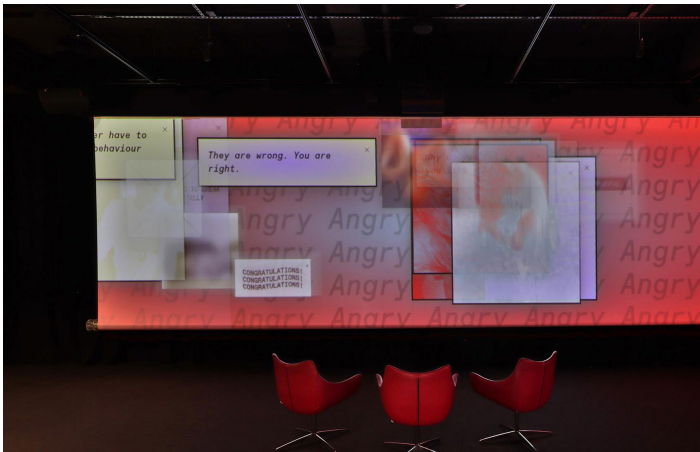 er have to
behaviour
They are wrong. You are
right.
CONGRATULATIONS!
CONGRATULATIONS!
CONGRATULATIONS!
Angry Angry Angry Angry
Angry Angry
Angry Angry
Angry Angry
Angry Angry
Angry Angry
Angry Angry Angry Angry Angry